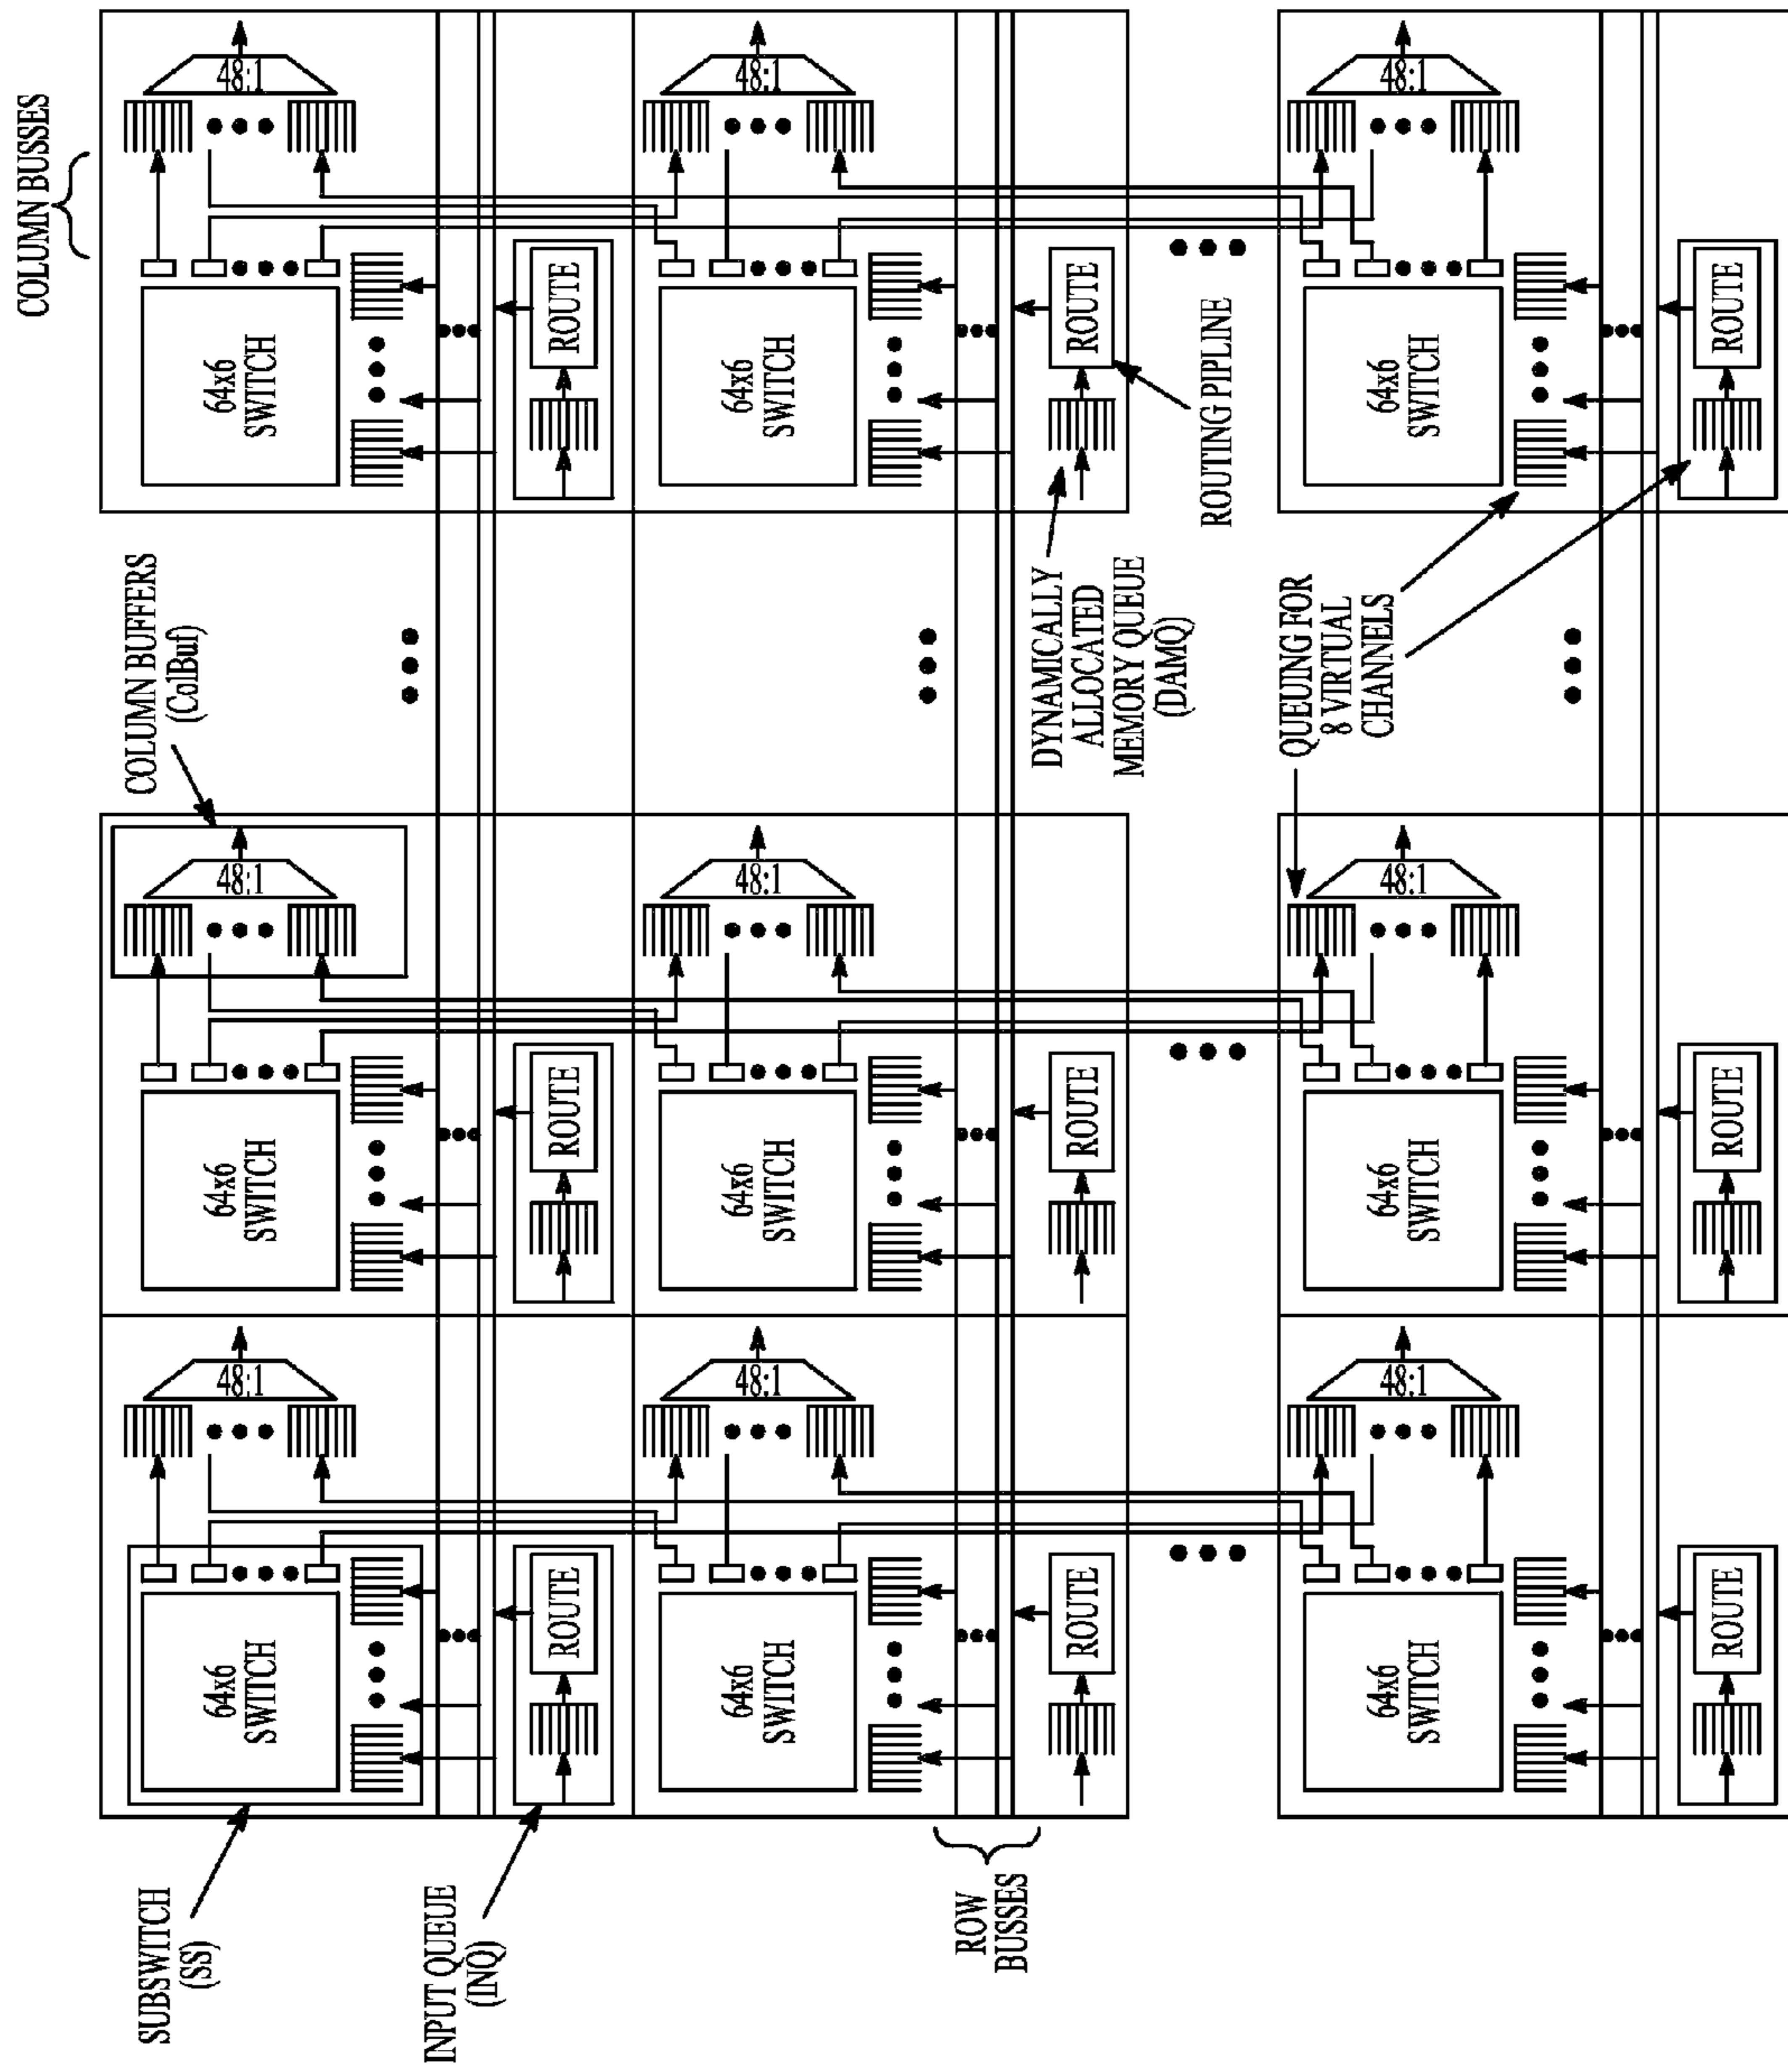 COLUMN BUSSES
SUBSWITCH
(SS)
COLUMN BUFFERS
(ColBuf)
64x6
SWITCH
48:1
64x6
SWITCH
48:1
64x6
SWITCH
48:1
INPUT QUEUE
(INQ)
ROUTE
ROUTE
ROUTE
64x6
SWITCH
48:1
64x6
SWITCH
48:1
64x6
SWITCH
48:1
ROW
BUSSES
ROUTE
ROUTE
DYNAMICALLY
ALLOCATED
MEMORY QUEUE
(DAMQ)
ROUTE
ROUTING PIPLINE
QUEUING FOR
8 VIRTUAL
CHANNELS
64x6
SWITCH
48:1
64x6
SWITCH
48:1
64x6
SWITCH
48:1
ROUTE
ROUTE
ROUTE